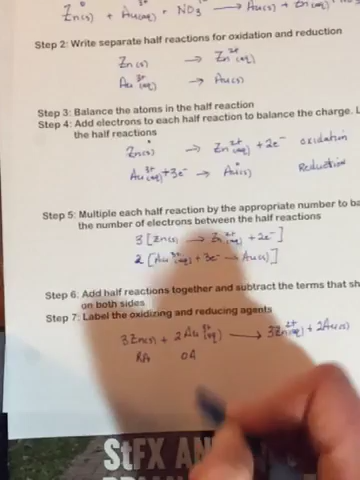 Zn(s) + Au³⁺(aq) + NO₃⁻ → Au(s) + Zn
Step 2: Write separate half reactions for oxidation and reduction
Zn(s) → Zn²⁺(aq)
Au³⁺(aq) → Au(s)
Step 3: Balance the atoms in the half reaction
Step 4: Add electrons to each half reaction to balance the charge. L
the half reactions
Zn(s) → Zn²⁺(aq) + 2e⁻ oxidation
Au³⁺(aq) + 3e⁻ → Au(s) Reduction
Step 5: Multiple each half reaction by the appropriate number to ba
the number of electrons between the half reactions
3[Zn(s) → Zn²⁺(aq) + 2e⁻]
2[Au³⁺(aq) + 3e⁻ → Au(s)]
Step 6: Add half reactions together and subtract the terms that sh
on both sides
Step 7: Label the oxidizing and reducing agents
3Zn(s) + 2Au³⁺(aq) → 3Zn²⁺(aq) + 2Au(s)
RA OA
StFX AN